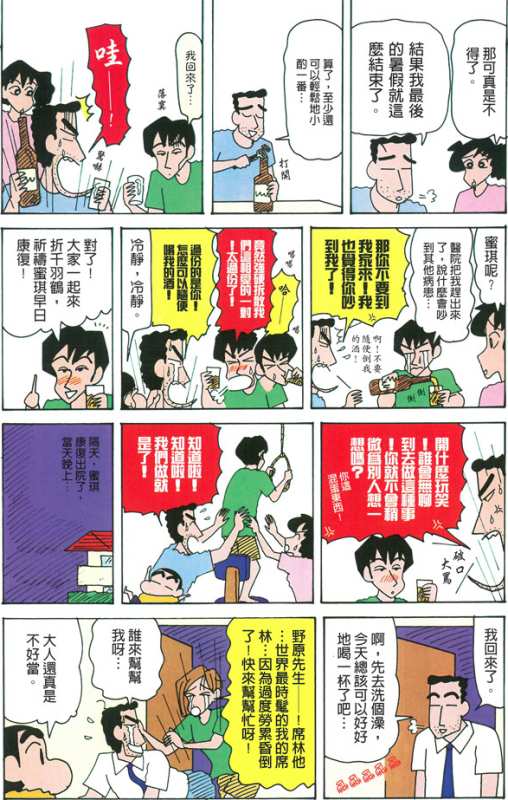 那可真是不
得了。
結果我最後
的暑假就這
麼結束了。
算了，至少還
可以輕鬆地小
酌一番…
打開
我回來了…
落寞
哇——！
驚嚇
蜜琪呢？
醫院把我趕出來
了，說什麼會吵
到其他病患…
那你不要到
我家來！我
也覺得你吵
到我了！
啊！不要
隨便倒我
的酒！
倒
倒
竟然強硬拆散我
們這相愛的一對
！太過份了！
過份的是你！
怎麼可以隨便
喝我的酒！
冷靜，冷靜。
對了！
大家一起來
折千羽鶴，
祈禱蜜琪早日
康復！
開什麼玩笑
！誰會無聊
到去做這種事
！你就不會稍
微為別人想一
想嗎？
你這
混蛋東西！
破口
大罵
知道啦！
知道啦！
我們做就
是了！
隔天，蜜琪
康復出院了，
當天晚上…
我回來了。
啊，先去洗個澡，
今天總該可以好好
地喝一杯了吧…
野原先生——！席林他
…世界最時髦的我的席
林…因為過度勞累昏倒
了！快來幫幫忙呀！
誰來幫幫
我呀…
大人還真是
不好當。